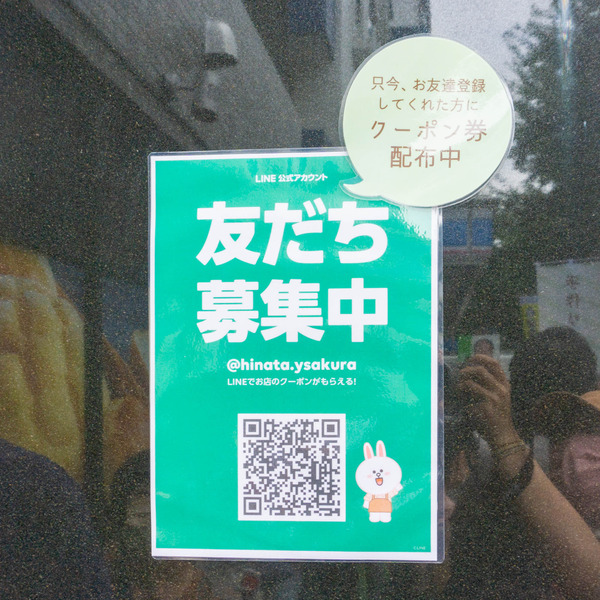 只今、お友達登録
してくれた方に
クーポン券
配布中
LINE 公式アカウント
友だち
募集中
@hinata.ysakura
LINEでお店のクーポンがもらえる!